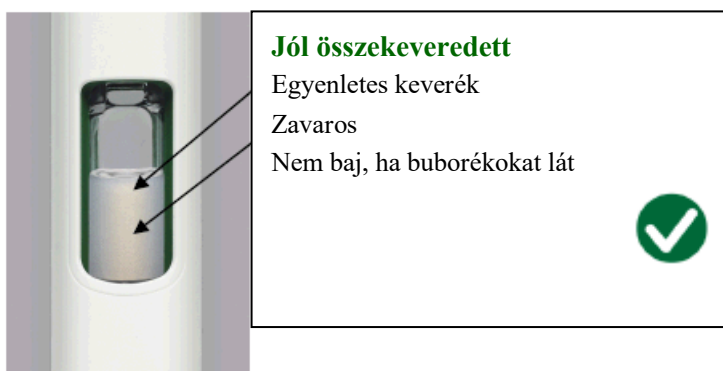 Jól összekeveredett
Egyenletes keverék
Zavaros
Nem baj, ha buborékokat lát